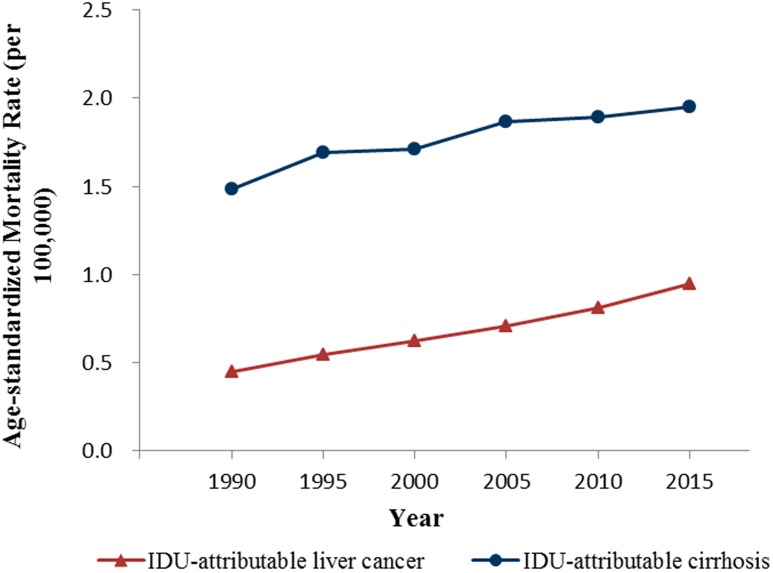 Age-standardized Mortality Rate (per
100,000)
2.5
2.0
1.5
1.0
0.5
0.0
1990 1995 2000 2005 2010 2015
Year
IDU-attributable liver cancer IDU-attributable cirrhosis